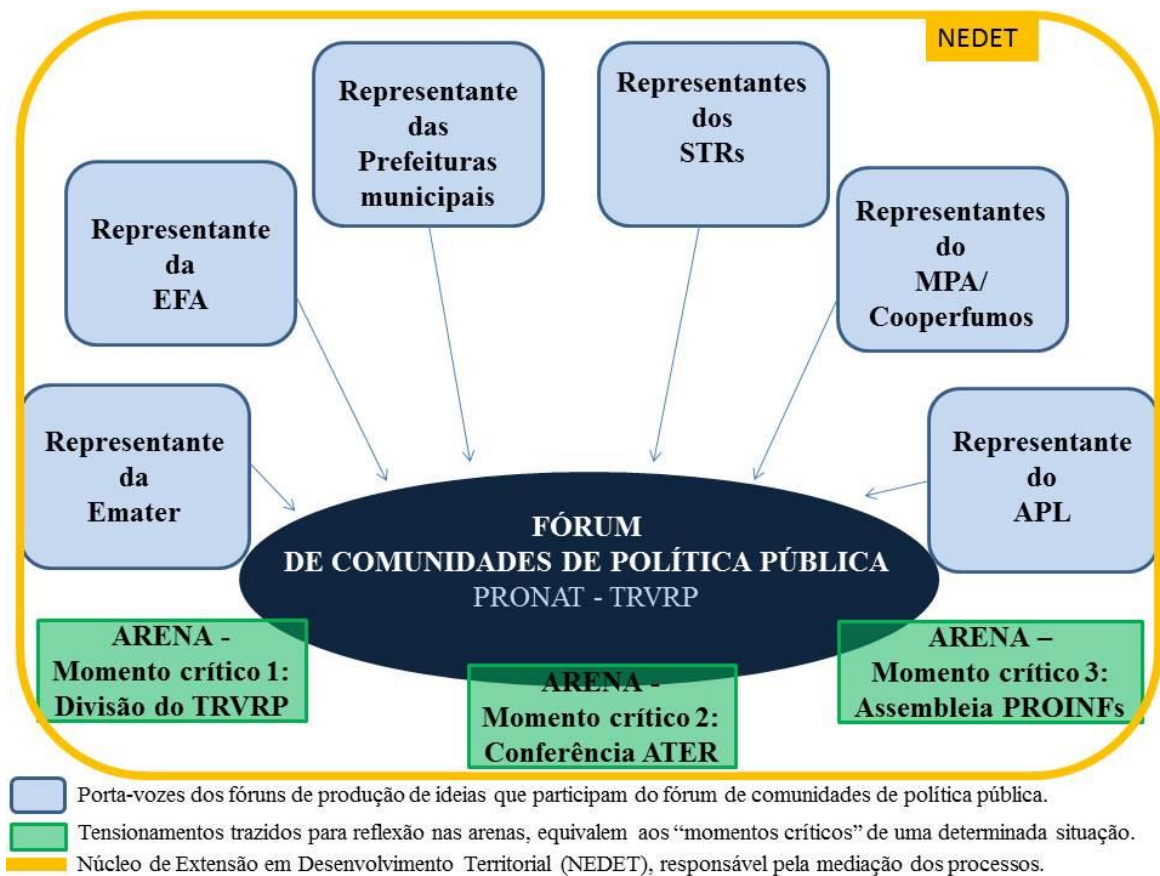 NEDET
Representante
das
Prefeituras
municipais
Representantes
dos
STRs
Representante
da
EFA
Representantes
do
MPA/
Cooperfumos
Representante
da
Emater
Representante
do
APL
FÓRUM
DE COMUNIDADES DE POLÍTICA PÚBLICA
PRONAT - TRVRP
ARENA -
Momento crítico 1:
Divisão do TRVRP
ARENA -
Momento crítico 2:
Conferência ATER
ARENA –
Momento crítico 3:
Assembleia PROINFs
Porta-vozes dos fóruns de produção de ideias que participam do fórum de comunidades de política pública.
Tensionamentos trazidos para reflexão nas arenas, equivalem aos “momentos críticos” de uma determinada situação.
Núcleo de Extensão em Desenvolvimento Territorial (NEDET), responsável pela mediação dos processos.